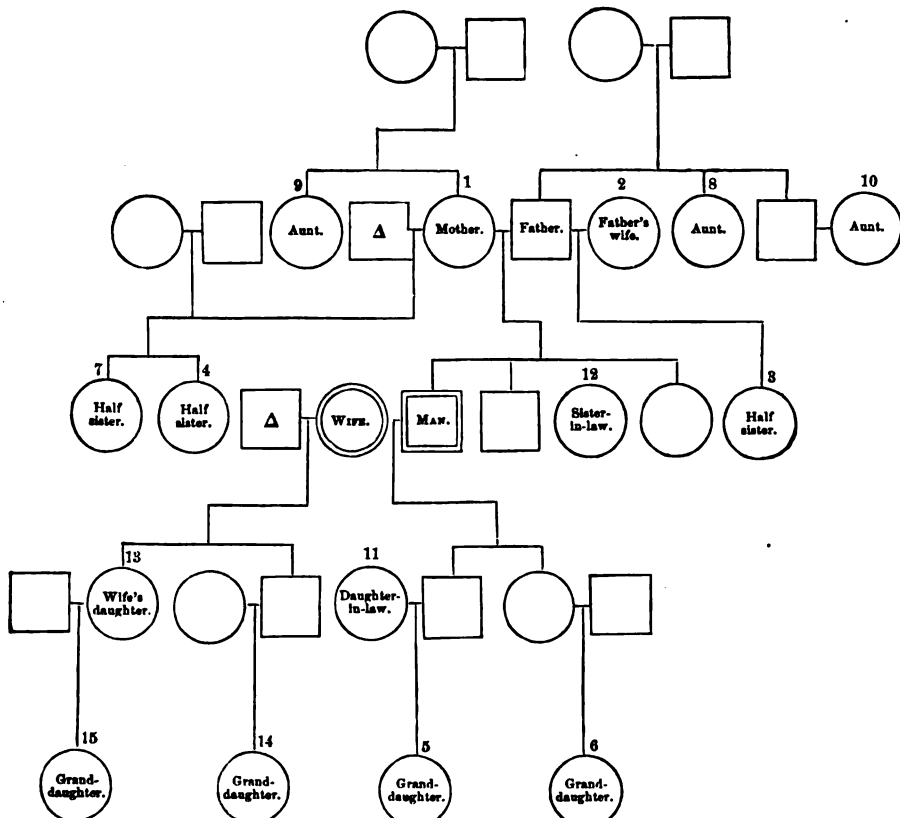 9
1
2
8
10
Aunt.
Δ
Mother.
Father.
Father's
wife.
Aunt.
Aunt.
7
4
12
3
Half
sister.
Half
sister.
Δ
WIFE.
MAN.
Sister-
in-law.
Half
sister.
13
11
Wife's
daughter.
Daughter-
in-law.
15
14
5
6
Grand-
daughter.
Grand-
daughter.
Grand-
daughter.
Grand-
daughter.